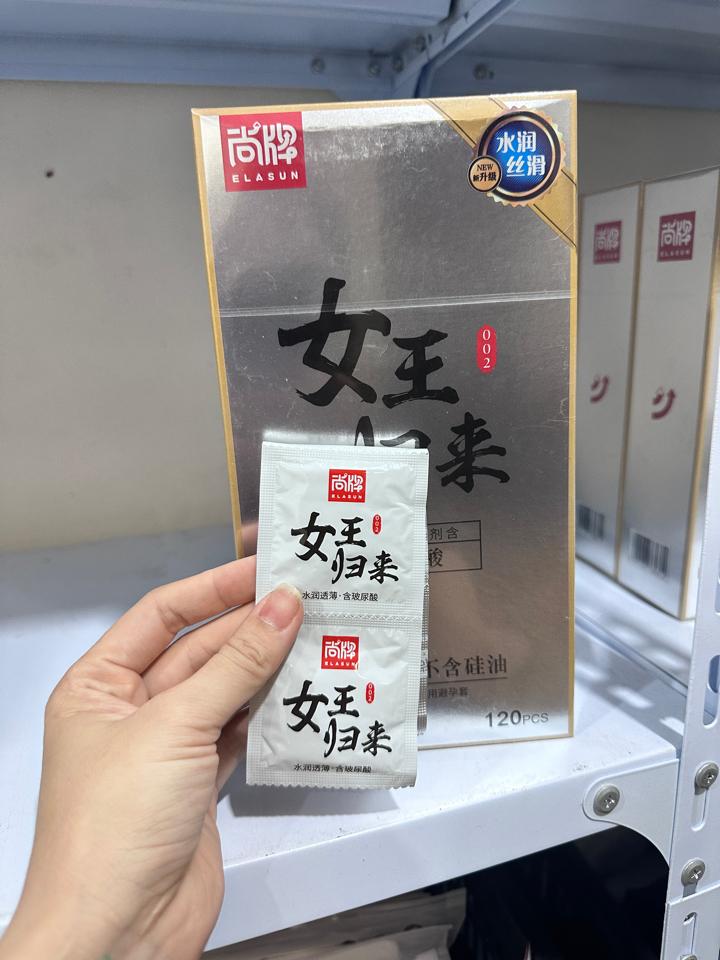 尚牌
ELASUN
水润
丝滑
NEW
新升级
女王
002
归来
剂含
酸
不含硅油
用避孕套
120PCS
尚牌
ELASUN
女王
002
归来
水润透薄·含玻尿酸
尚牌
ELASUN
女王
002
归来
水润透薄·含玻尿酸
尚牌
ELASUN
尚牌
ELASUN